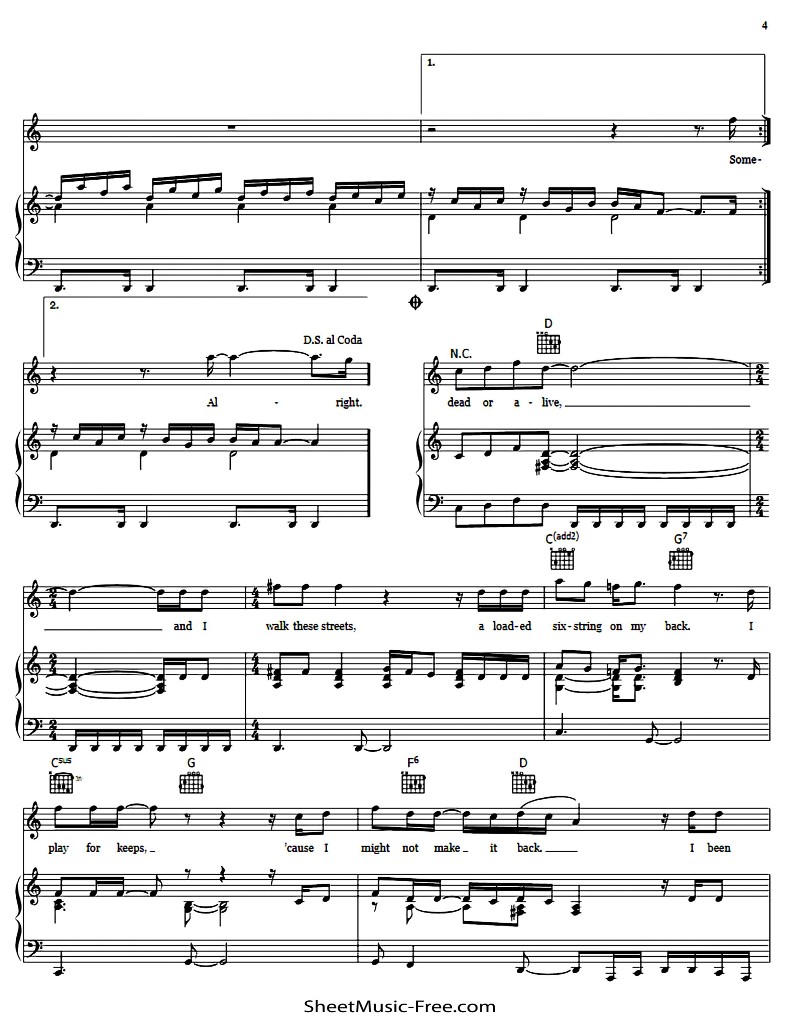 4
1.
Some-
2.
D.S. al Coda
N.C. D
Al - right. dead or a - live,
C(add2) G7
and I walk these streets, a load-ed six-string on my back. I
Csus G F6 D
play for keeps, 'cause I might not make it back. I been
SheetMusic-Free.com